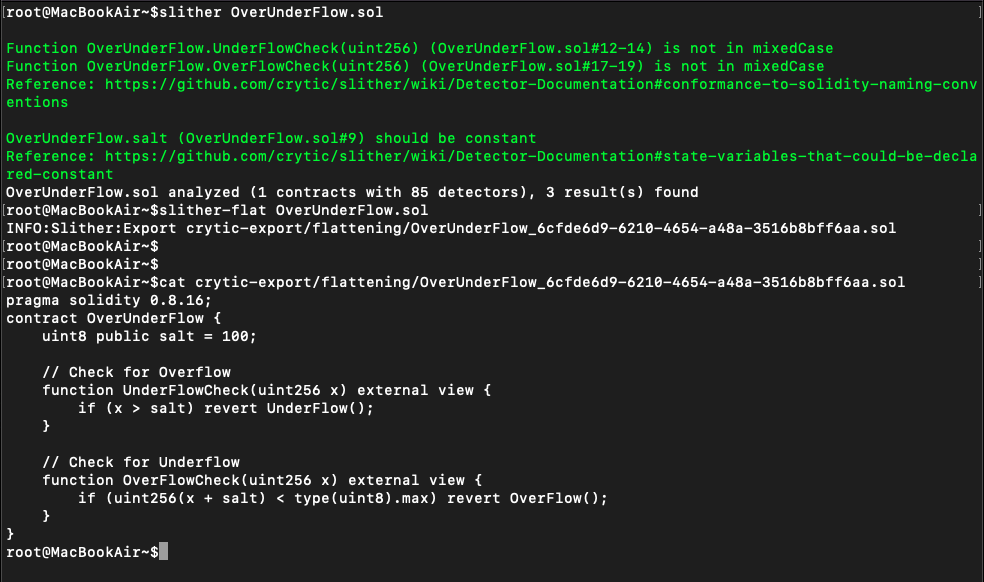 [root@MacBookAir~$slither OverUnderFlow.sol ]
Function OverUnderFlow.UnderFlowCheck(uint256) (OverUnderFlow.sol#12-14) is not in mixedCase
Function OverUnderFlow.OverFlowCheck(uint256) (OverUnderFlow.sol#17-19) is not in mixedCase
Reference: https://github.com/crytic/slither/wiki/Detector-Documentation#conformance-to-solidity-naming-conv
entions
OverUnderFlow.salt (OverUnderFlow.sol#9) should be constant
Reference: https://github.com/crytic/slither/wiki/Detector-Documentation#state-variables-that-could-be-decla
red-constant
OverUnderFlow.sol analyzed (1 contracts with 85 detectors), 3 result(s) found
[root@MacBookAir~$slither-flat OverUnderFlow.sol ]
INFO:Slither:Export crytic-export/flattening/OverUnderFlow_6cfde6d9-6210-4654-a48a-3516b8bff6aa.sol
[root@MacBookAir~$ ]
[root@MacBookAir~$ ]
[root@MacBookAir~$cat crytic-export/flattening/OverUnderFlow_6cfde6d9-6210-4654-a48a-3516b8bff6aa.sol ]
pragma solidity 0.8.16;
contract OverUnderFlow {
    uint8 public salt = 100;
    // Check for Overflow
    function UnderFlowCheck(uint256 x) external view {
        if (x > salt) revert UnderFlow();
    }
    // Check for Underflow
    function OverFlowCheck(uint256 x) external view {
        if (uint256(x + salt) < type(uint8).max) revert OverFlow();
    }
}
root@MacBookAir~$